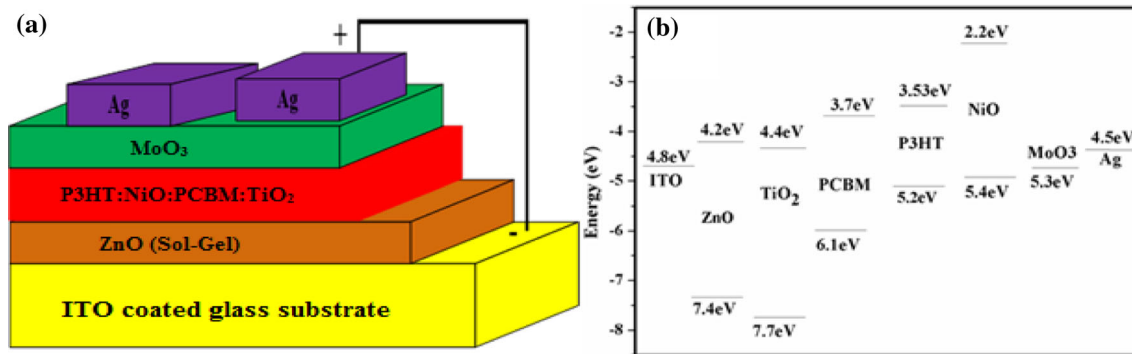 (a)
+
Ag
Ag
MoO₃
P3HT:NiO:PCBM:TiO₂
-
ZnO (Sol-Gel)
ITO coated glass substrate
(b)
Energy (eV)
-2
-3
-4
-5
-6
-7
-8
4.8eV
ITO
4.2eV
ZnO
7.4eV
4.4eV
TiO₂
7.7eV
3.7eV
PCBM
6.1eV
3.53eV
P3HT
5.2eV
2.2eV
NiO
5.4eV
MoO3
5.3eV
4.5eV
Ag